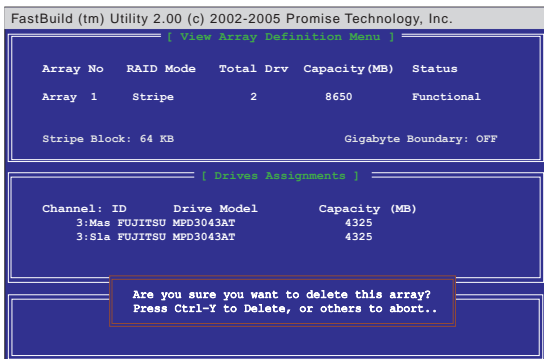 FastBuild (tm) Utility 2.00 (c) 2002-2005 Promise Technology, Inc.
[ View Array Definition Menu ]
Array No RAID Mode Total Drv Capacity(MB) Status
Array 1 Stripe 2 8650 Functional
Stripe Block: 64 KB Gigabyte Boundary: OFF
[ Drives Assignments ]
Channel: ID Drive Model Capacity (MB)
3:Mas FUJITSU MPD3043AT 4325
3:Sla FUJITSU MPD3043AT 4325
Are you sure you want to delete this array?
Press Ctrl-Y to Delete, or others to abort..